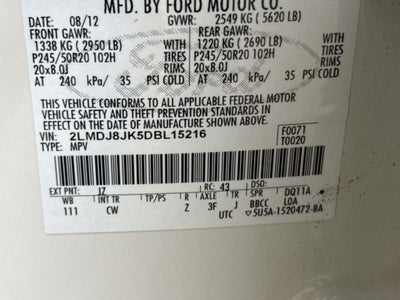 MFD. BY FORD MOTOR CO.
DATE: 08/12 GVWR: 2549 KG ( 5620 LB)
FRONT GAWR: REAR GAWR:
1338 KG ( 2950 LB) 1220 KG ( 2690 LB)
P245/50R20 102H TIRES P245/50R20 102H TIRES
20x8.0J RIMS 20x8.0J RIMS
AT 240 kPa/ 35 PSI COLD AT 240 kPa/ 35 PSI COLD
THIS VEHICLE CONFORMS TO ALL APPLICABLE FEDERAL MOTOR
VEHICLE SAFETY AND THEFT PREVENTION STANDARDS IN
EFFECT ON THE DATE OF MANUFACTURE SHOWN ABOVE.
VIN: 2LMDJ8JK5DBL15216 F0071
TYPE: MPV T0020
EXT PNT: J7 RC: 43 DSO:
WB INT TR TP/PS R AXLE TR SPR DQ11A
111 CW Z 3F J BBCC LOA
UTC 5U5A-1520472-BA